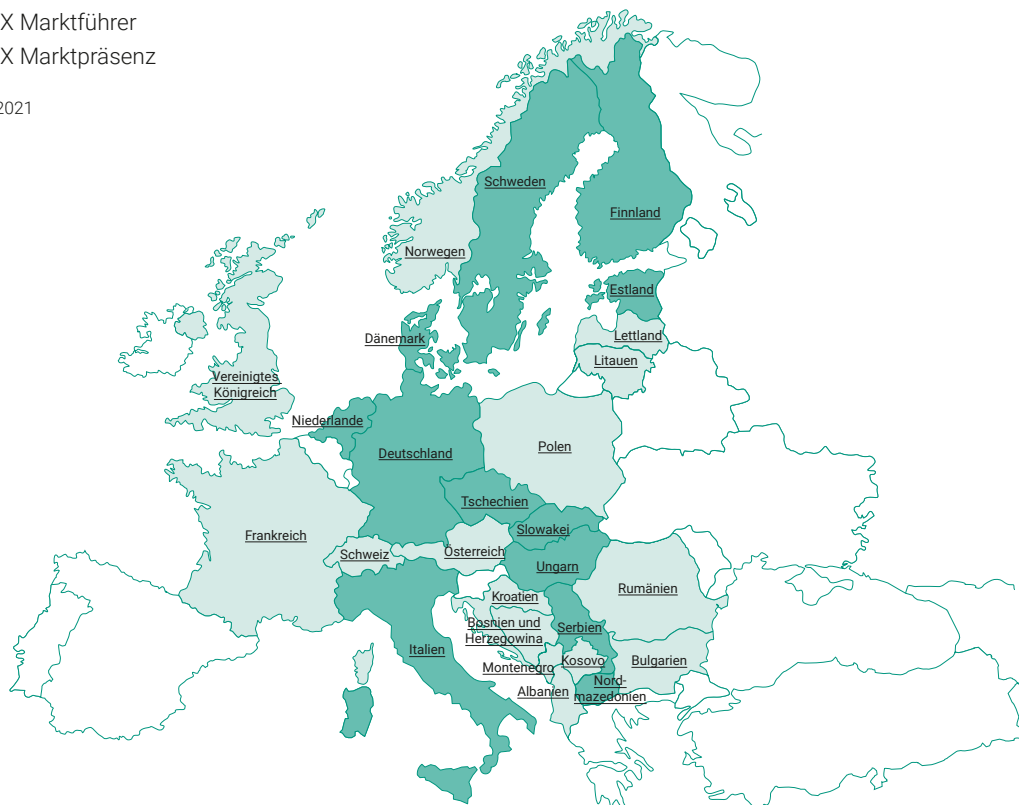 X Marktführer
X Marktpräsenz
2021
Schweden
Finnland
Norwegen
Estland
Dänemark
Lettland
Litauen
Vereinigtes
Königreich
Niederlande
Deutschland
Polen
Tschechien
Frankreich
Slowakei
Schweiz
Österreich
Ungarn
Rumänien
Kroatien
Bosnien und
Herzegowina
Serbien
Italien
Kosovo
Bulgarien
Montenegro
Nord-
mazedonien
Albanien